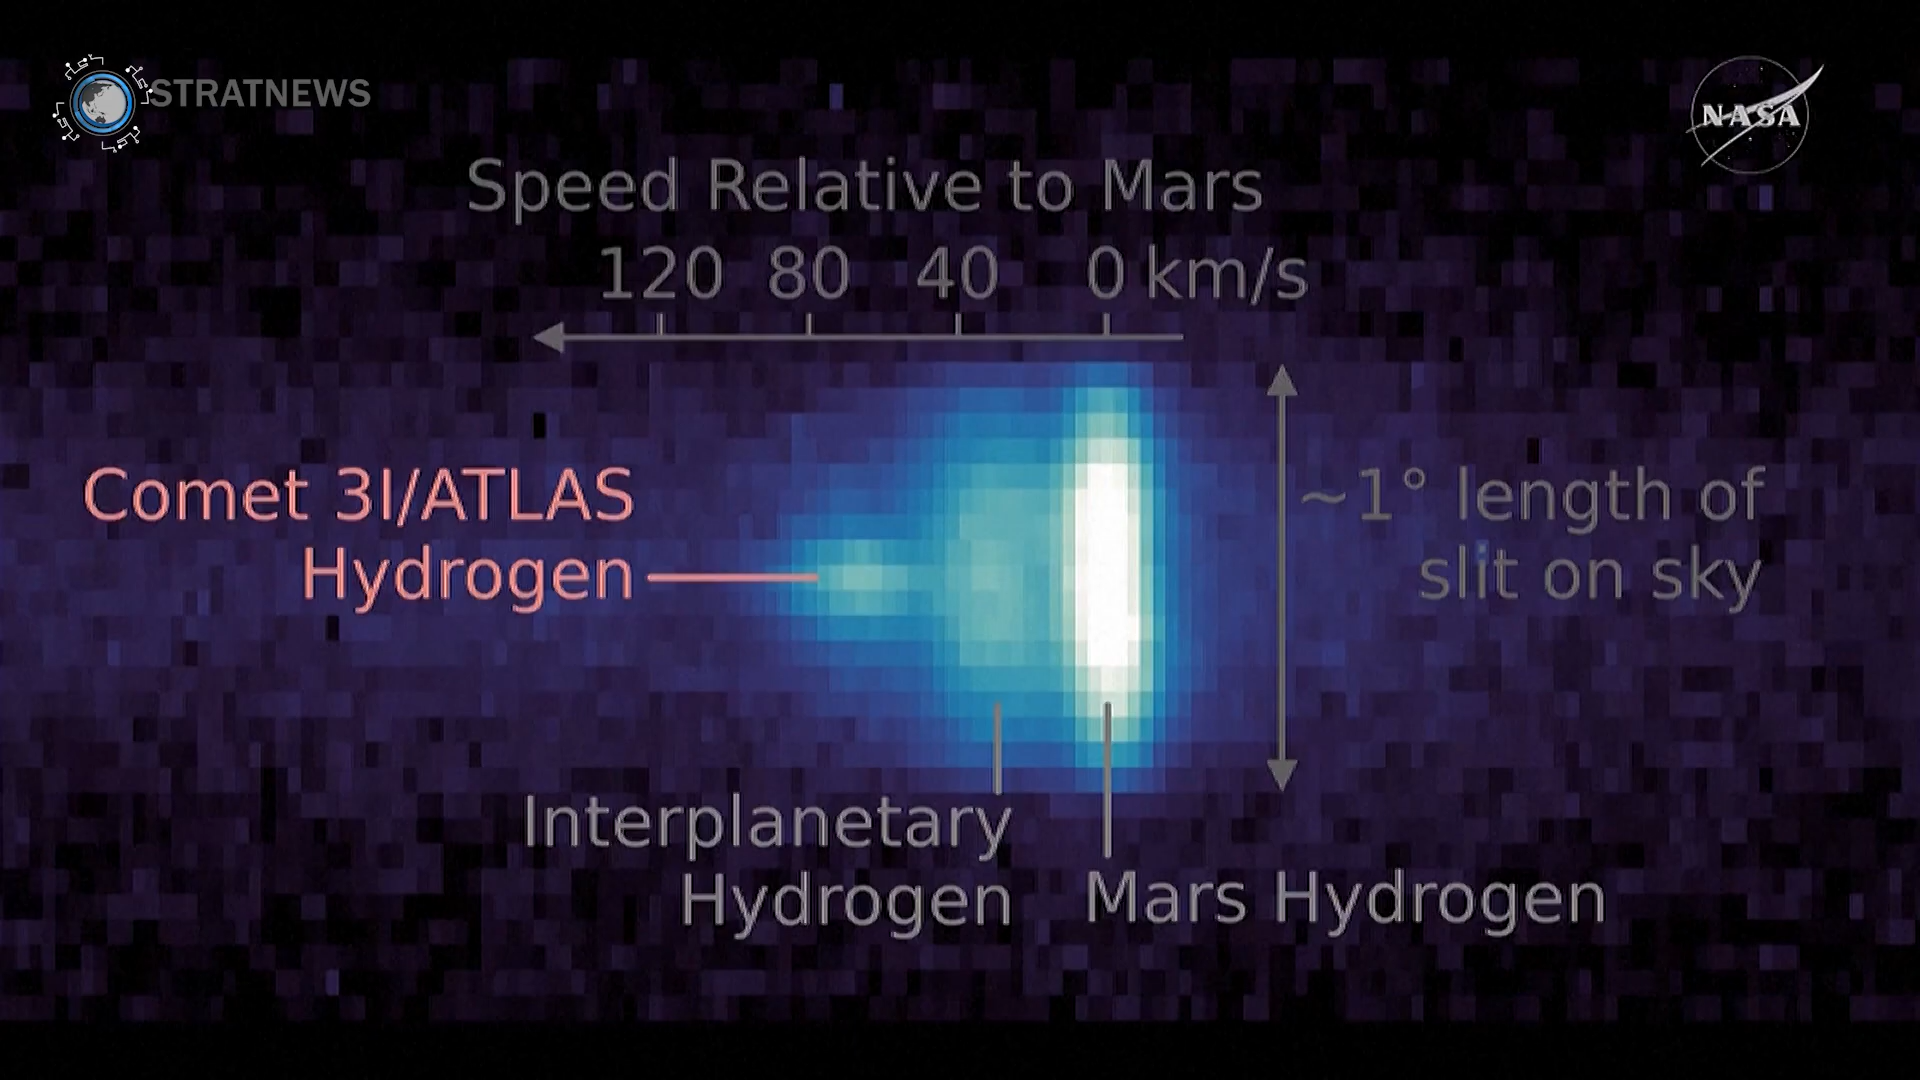 STRATNEWS
NASA
Speed Relative to Mars
120 80 40 0 km/s
Comet 3I/ATLAS
Hydrogen
~1° length of
slit on sky
Interplanetary
Hydrogen
Mars Hydrogen